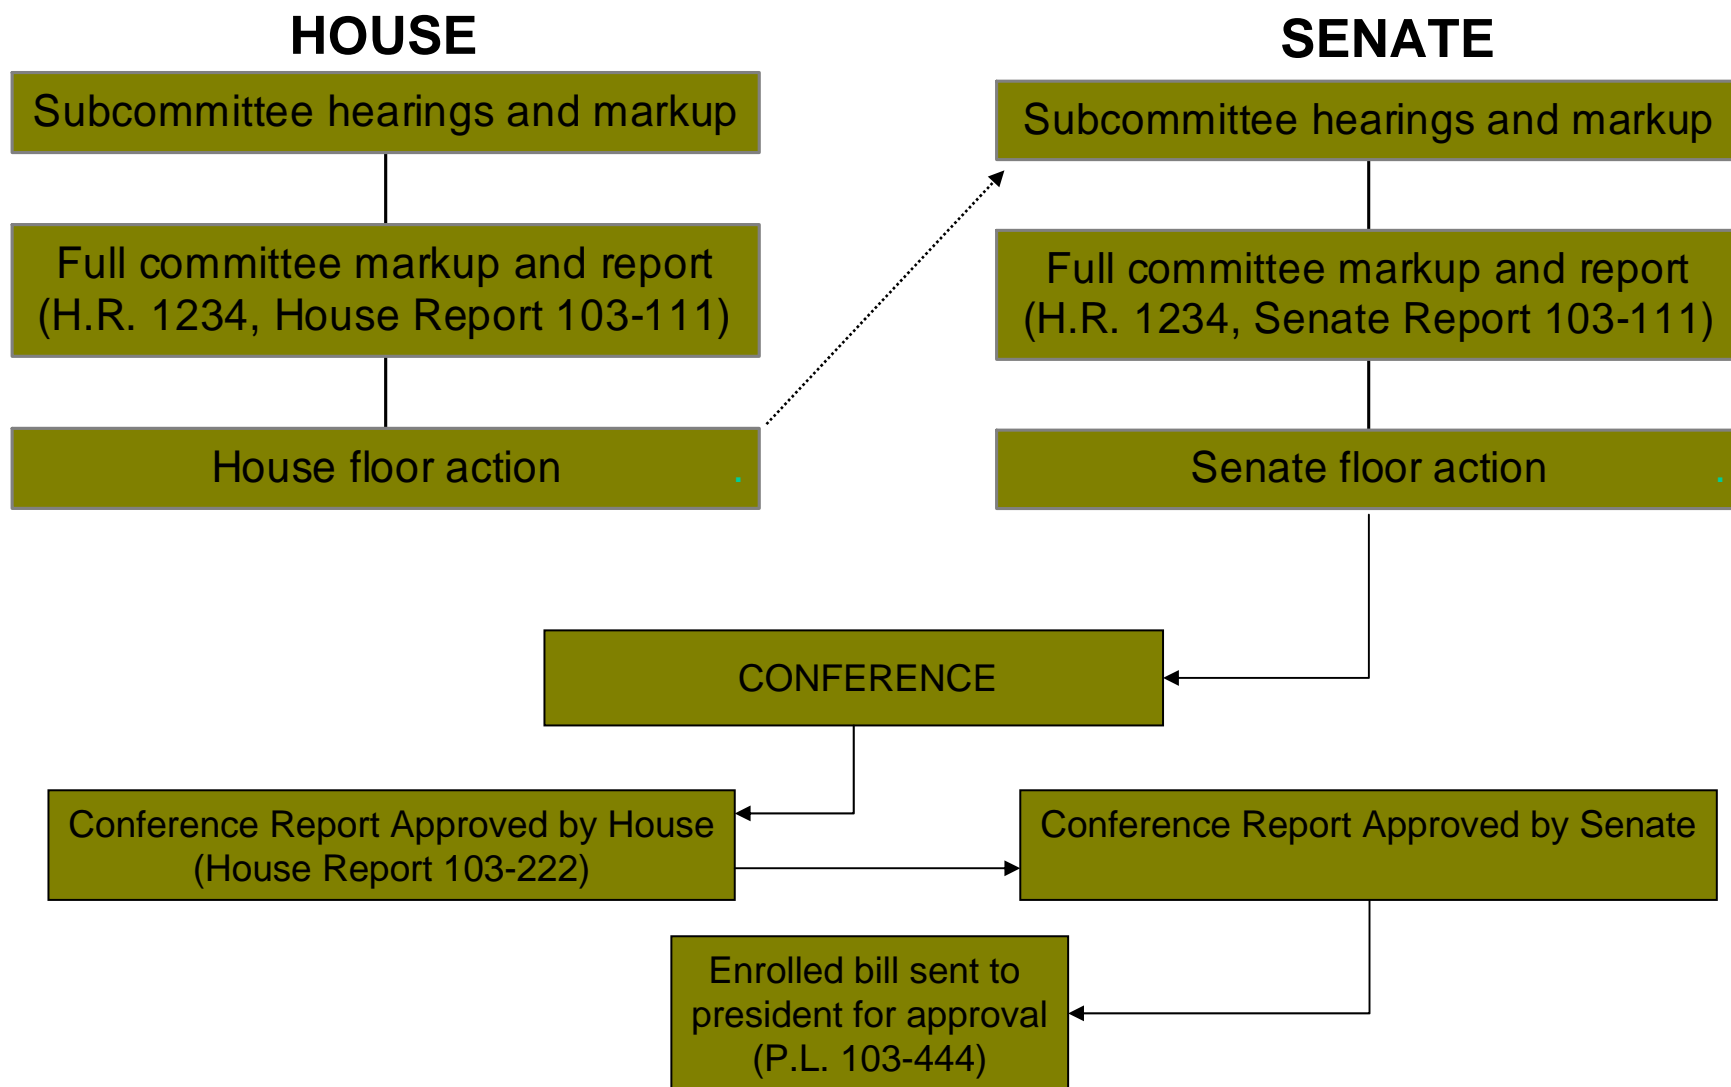 HOUSE
Subcommittee hearings and markup
Full committee markup and report
(H.R. 1234, House Report 103-111)
House floor action .
SENATE
Subcommittee hearings and markup
Full committee markup and report
(H.R. 1234, Senate Report 103-111)
Senate floor action .
CONFERENCE
Conference Report Approved by House
(House Report 103-222)
Conference Report Approved by Senate
Enrolled bill sent to
president for approval
(P.L. 103-444)